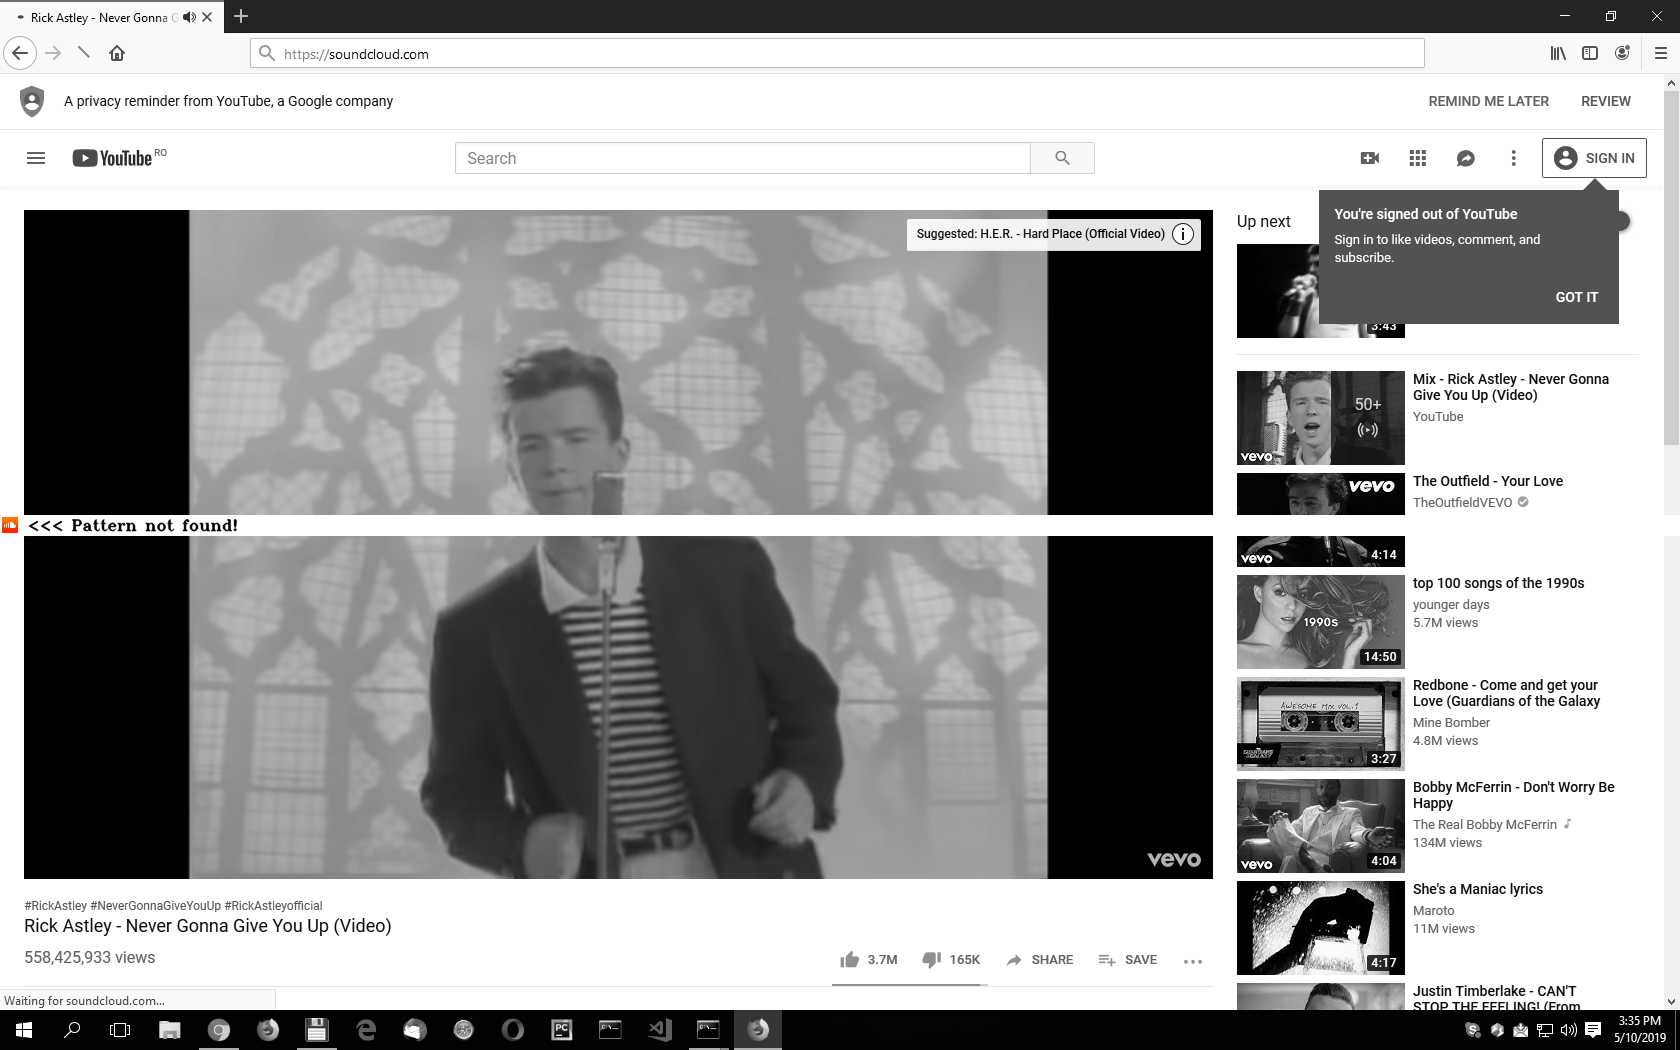 Rick Astley - Never Gonna G
https://soundcloud.com
A privacy reminder from YouTube, a Google company
REMIND ME LATER
REVIEW
YouTube RO
Search
SIGN IN
You're signed out of YouTube
Sign in to like videos, comment, and
subscribe.
GOT IT
Suggested: H.E.R. - Hard Place (Official Video)
Up next
3:43
Mix - Rick Astley - Never Gonna
Give You Up (Video)
YouTube
50+
vevo
The Outfield - Your Love
TheOutfieldVEVO
vevo
<<< Pattern not found!
vevo
4:14
top 100 songs of the 1990s
younger days
5.7M views
1990s
14:50
Redbone - Come and get your
Love (Guardians of the Galaxy
Mine Bomber
4.8M views
AWESOME MIX VOL.1
GUARDIANS
GALAXY
3:27
Bobby McFerrin - Don't Worry Be
Happy
The Real Bobby McFerrin
134M views
vevo
4:04
vevo
She's a Maniac lyrics
Maroto
11M views
4:17
Justin Timberlake - CAN'T
STOP THE FEELING! (From
#RickAstley #NeverGonnaGiveYouUp #RickAstleyofficial
Rick Astley - Never Gonna Give You Up (Video)
558,425,933 views
3.7M
165K
SHARE
SAVE
Waiting for soundcloud.com...
PC
3:35 PM
5/10/2019